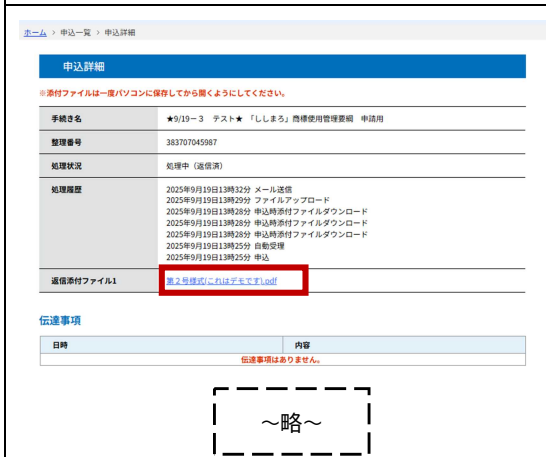 ホーム > 申込一覧 > 申込詳細
申込詳細
※添付ファイルは一度パソコンに保存してから開くようにしてください。
手続き名 ★9/19－3 テスト★ 「ししまろ」商標使用管理要綱 申請用
整理番号 383707045987
処理状況 処理中（返信済）
処理履歴 2025年9月19日13時32分 メール送信
2025年9月19日13時29分 ファイルアップロード
2025年9月19日13時28分 申込時添付ファイルダウンロード
2025年9月19日13時28分 申込時添付ファイルダウンロード
2025年9月19日13時28分 申込時添付ファイルダウンロード
2025年9月19日13時25分 自動受理
2025年9月19日13時25分 申込
返信添付ファイル1 第２号様式(これはデモです).pdf
伝達事項
日時 内容
伝達事項はありません。
～略～